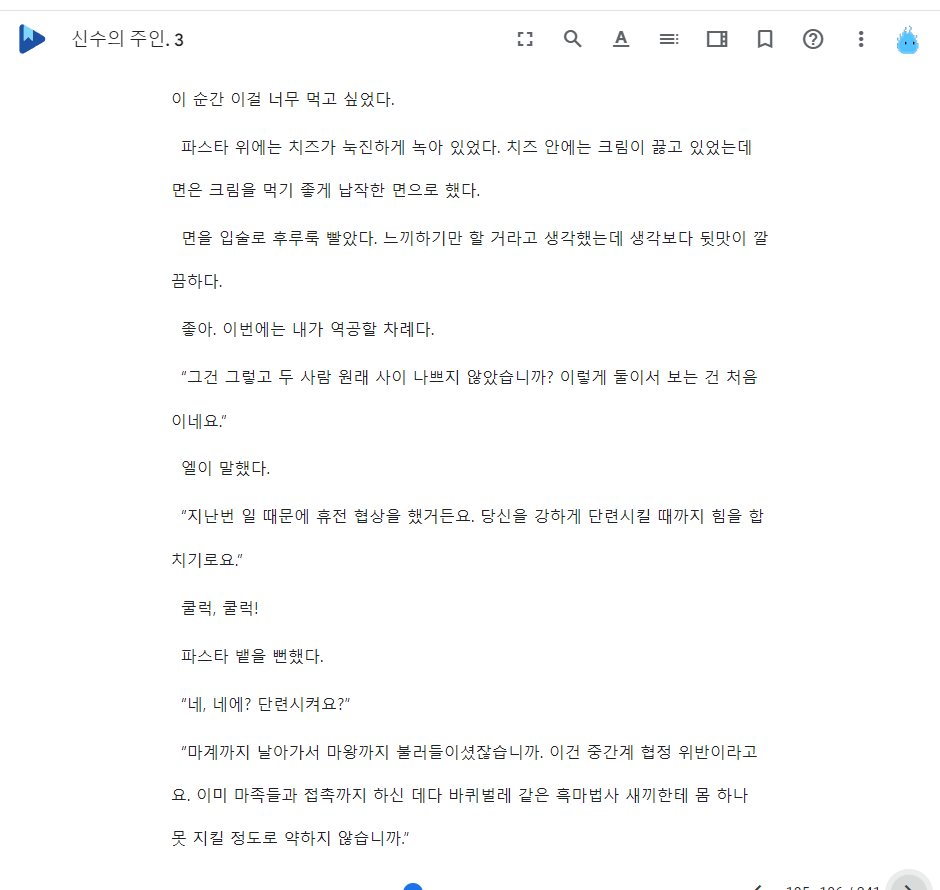 신수의 주인. 3
이 순간 이걸 너무 먹고 싶었다.
파스타 위에는 치즈가 눅진하게 녹아 있었다. 치즈 안에는 크림이 끓고 있었는데
면은 크림을 먹기 좋게 납작한 면으로 했다.
면을 입술로 후루룩 빨았다. 느끼하기만 할 거라고 생각했는데 생각보다 뒷맛이 깔
끔하다.
좋아. 이번에는 내가 역공할 차례다.
“그건 그렇고 두 사람 원래 사이 나쁘지 않았습니까? 이렇게 둘이서 보는 건 처음
이네요.”
엘이 말했다.
“지난번 일 때문에 휴전 협상을 했거든요. 당신을 강하게 단련시킬 때까지 힘을 합
치기로요.”
쿨럭, 쿨럭!
파스타 뱉을 뻔했다.
“네, 네에? 단련시켜요?”
“마계까지 날아가서 마왕까지 불러들이셨잖습니까. 이건 중간계 협정 위반이라고
요. 이미 마족들과 접촉까지 하신 데다 바퀴벌레 같은 흑마법사 새끼한테 몸 하나
못 지킬 정도로 약하지 않습니까.”